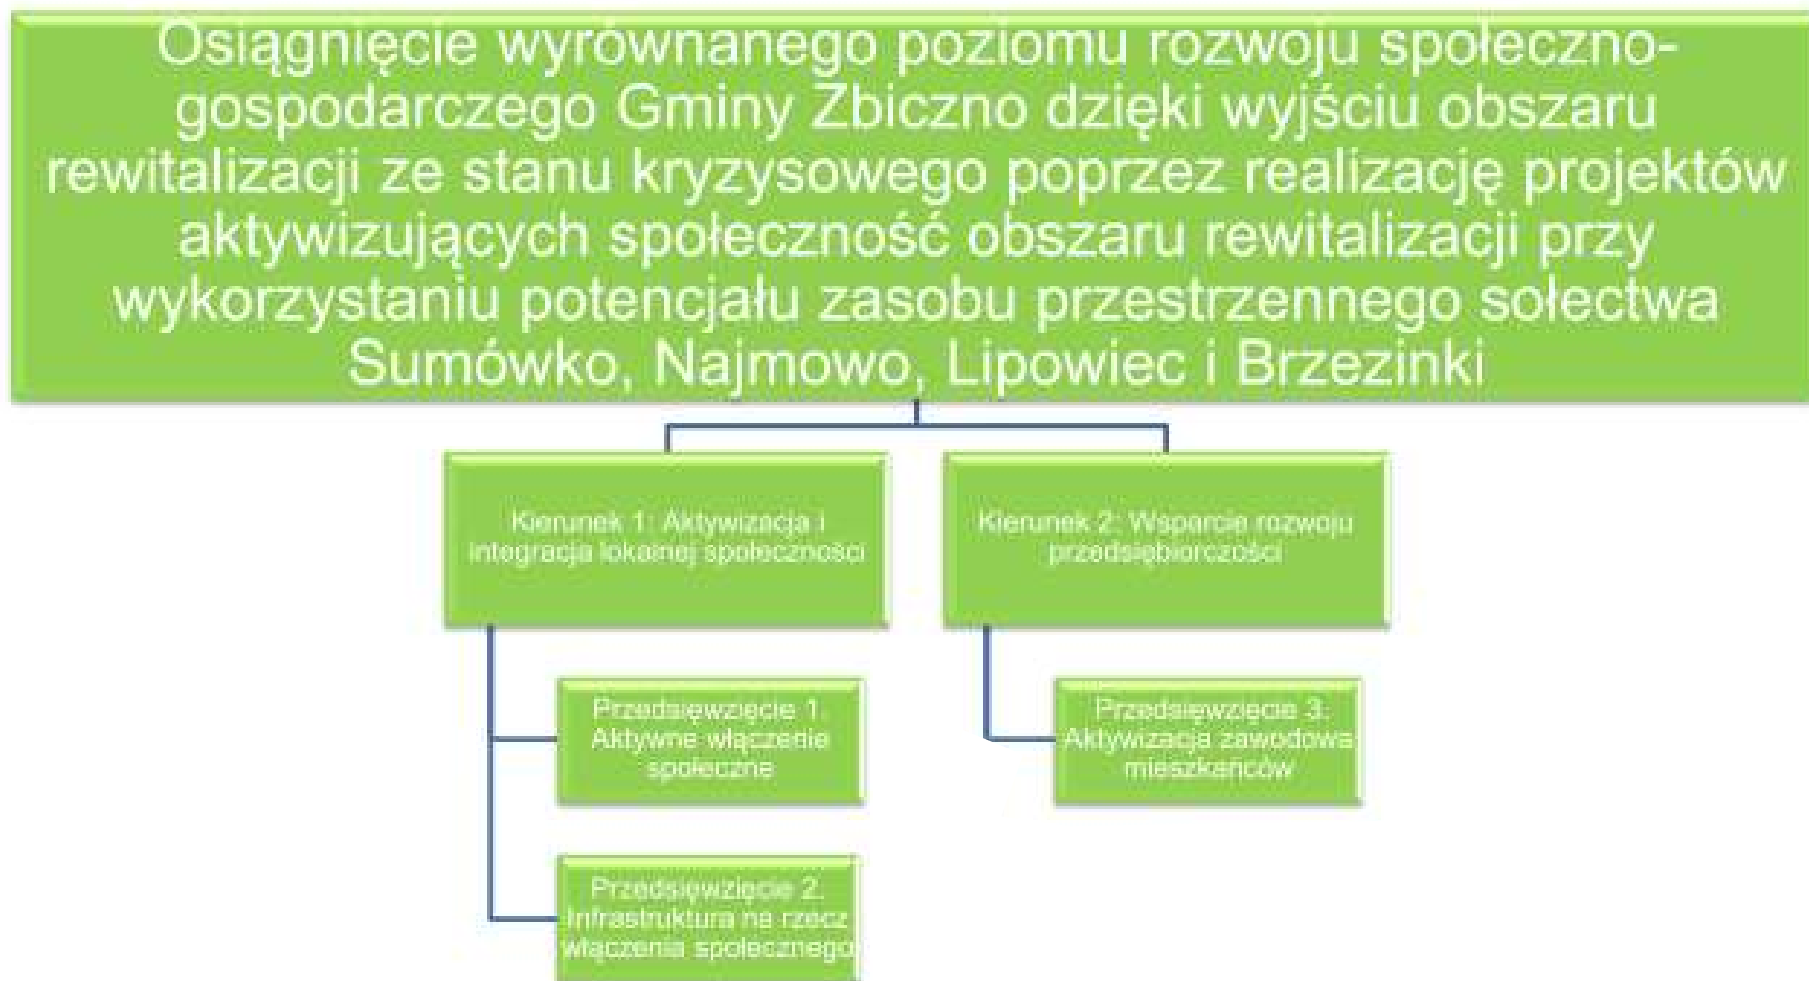 Osiągnięcie wyrównanego poziomu rozwoju społeczno-
gospodarczego Gminy Zbiczno dzięki wyjściu obszaru
rewitalizacji ze stanu kryzysowego poprzez realizację projektów
aktywizujących społeczność obszaru rewitalizacji przy
wykorzystaniu potencjału zasobu przestrzennego sołectwa
Sumówko, Najmowo, Lipowiec i Brzezinki
Kierunek 1: Aktywizacja i
integracja lokalnej społeczności
Przedsięwzięcie 1.
Aktywne włączenie
społeczne
Przedsięwzięcie 2.
Infrastruktura na rzecz
włączenia społecznego
Kierunek 2: Wsparcie rozwoju
przedsiębiorczości
Przedsięwzięcie 3.
Aktywizacja zawodowa
mieszkańców